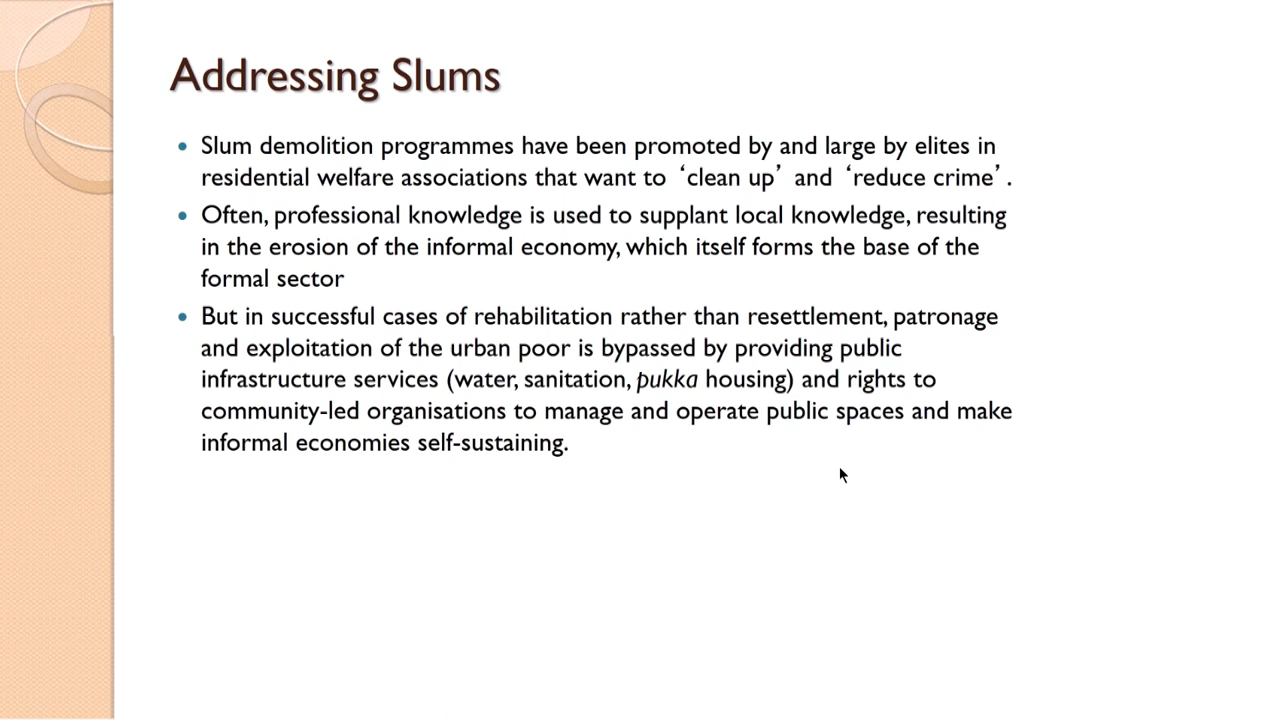 Addressing Slums
• Slum demolition programmes have been promoted by and large by elites in
residential welfare associations that want to ‘clean up’ and ‘reduce crime’.
• Often, professional knowledge is used to supplant local knowledge, resulting
in the erosion of the informal economy, which itself forms the base of the
formal sector
• But in successful cases of rehabilitation rather than resettlement, patronage
and exploitation of the urban poor is bypassed by providing public
infrastructure services (water, sanitation, pukka housing) and rights to
community-led organisations to manage and operate public spaces and make
informal economies self-sustaining.